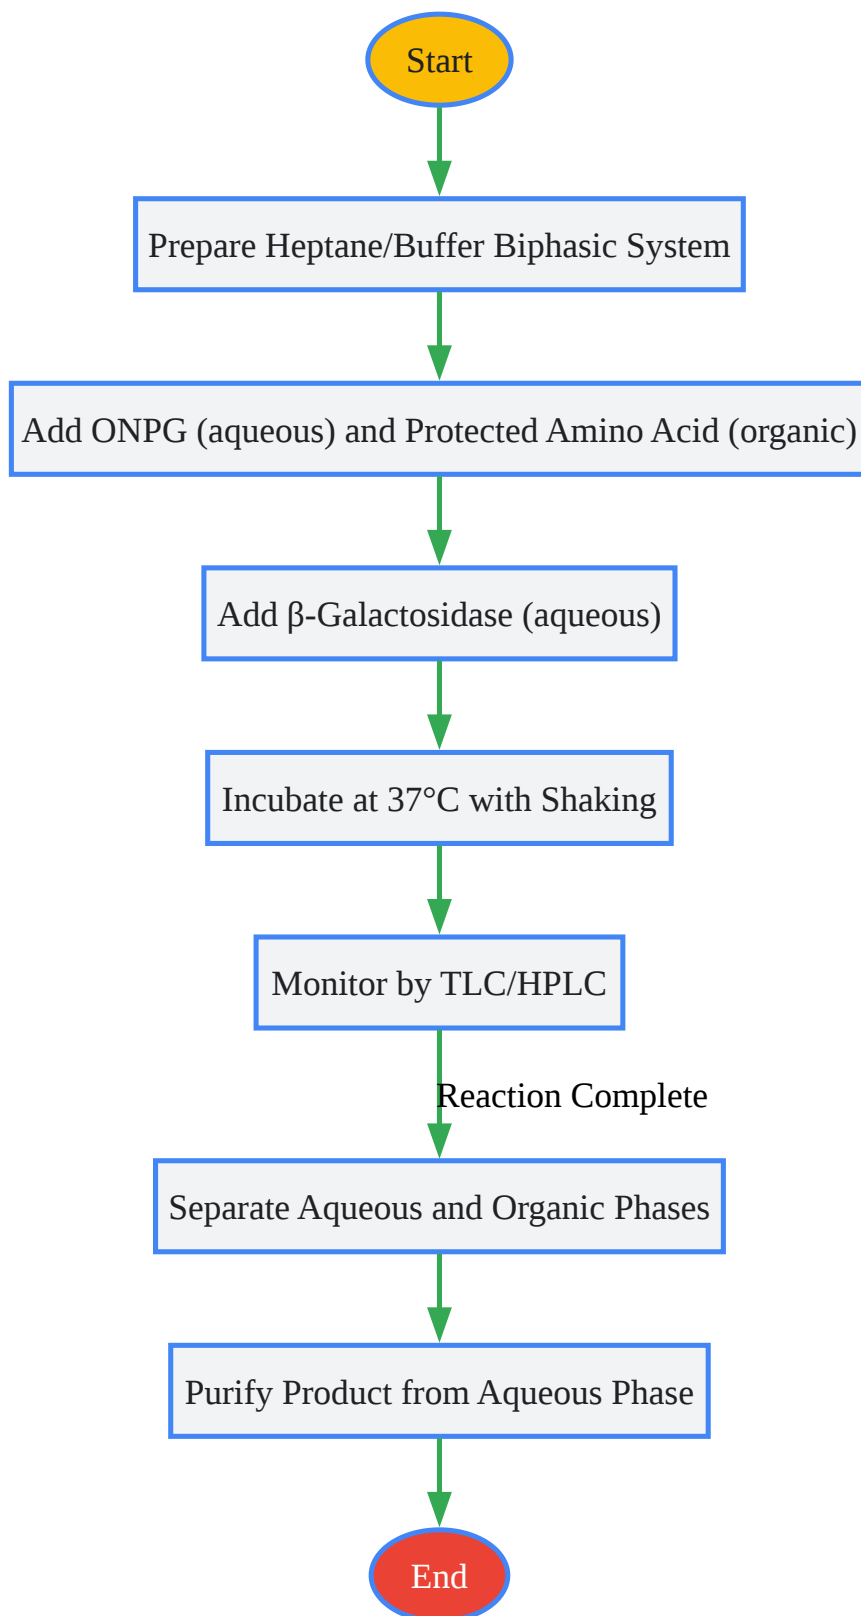 Start
Prepare Heptane/Buffer Biphasic System
Add ONPG (aqueous) and Protected Amino Acid (organic)
Add β-Galactosidase (aqueous)
Incubate at 37°C with Shaking
Monitor by TLC/HPLC
Reaction Complete
Separate Aqueous and Organic Phases
Purify Product from Aqueous Phase
End